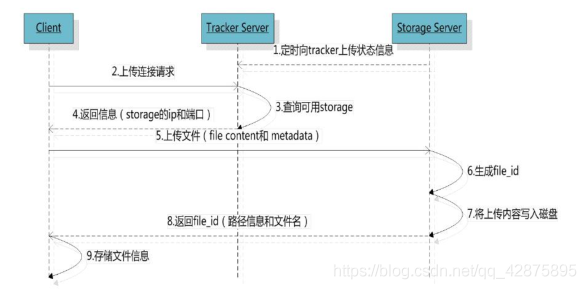 Client
Tracker Server
Storage Server
1.定时向tracker上传状态信息
2.上传连接请求
3.查询可用storage
4.返回信息（storage的ip和端口）
5.上传文件（file content和 metadata）
6.生成file_id
7.将上传内容写入磁盘
8.返回file_id（路径信息和文件名）
9.存储文件信息
https://blog.csdn.net/qq_42875895